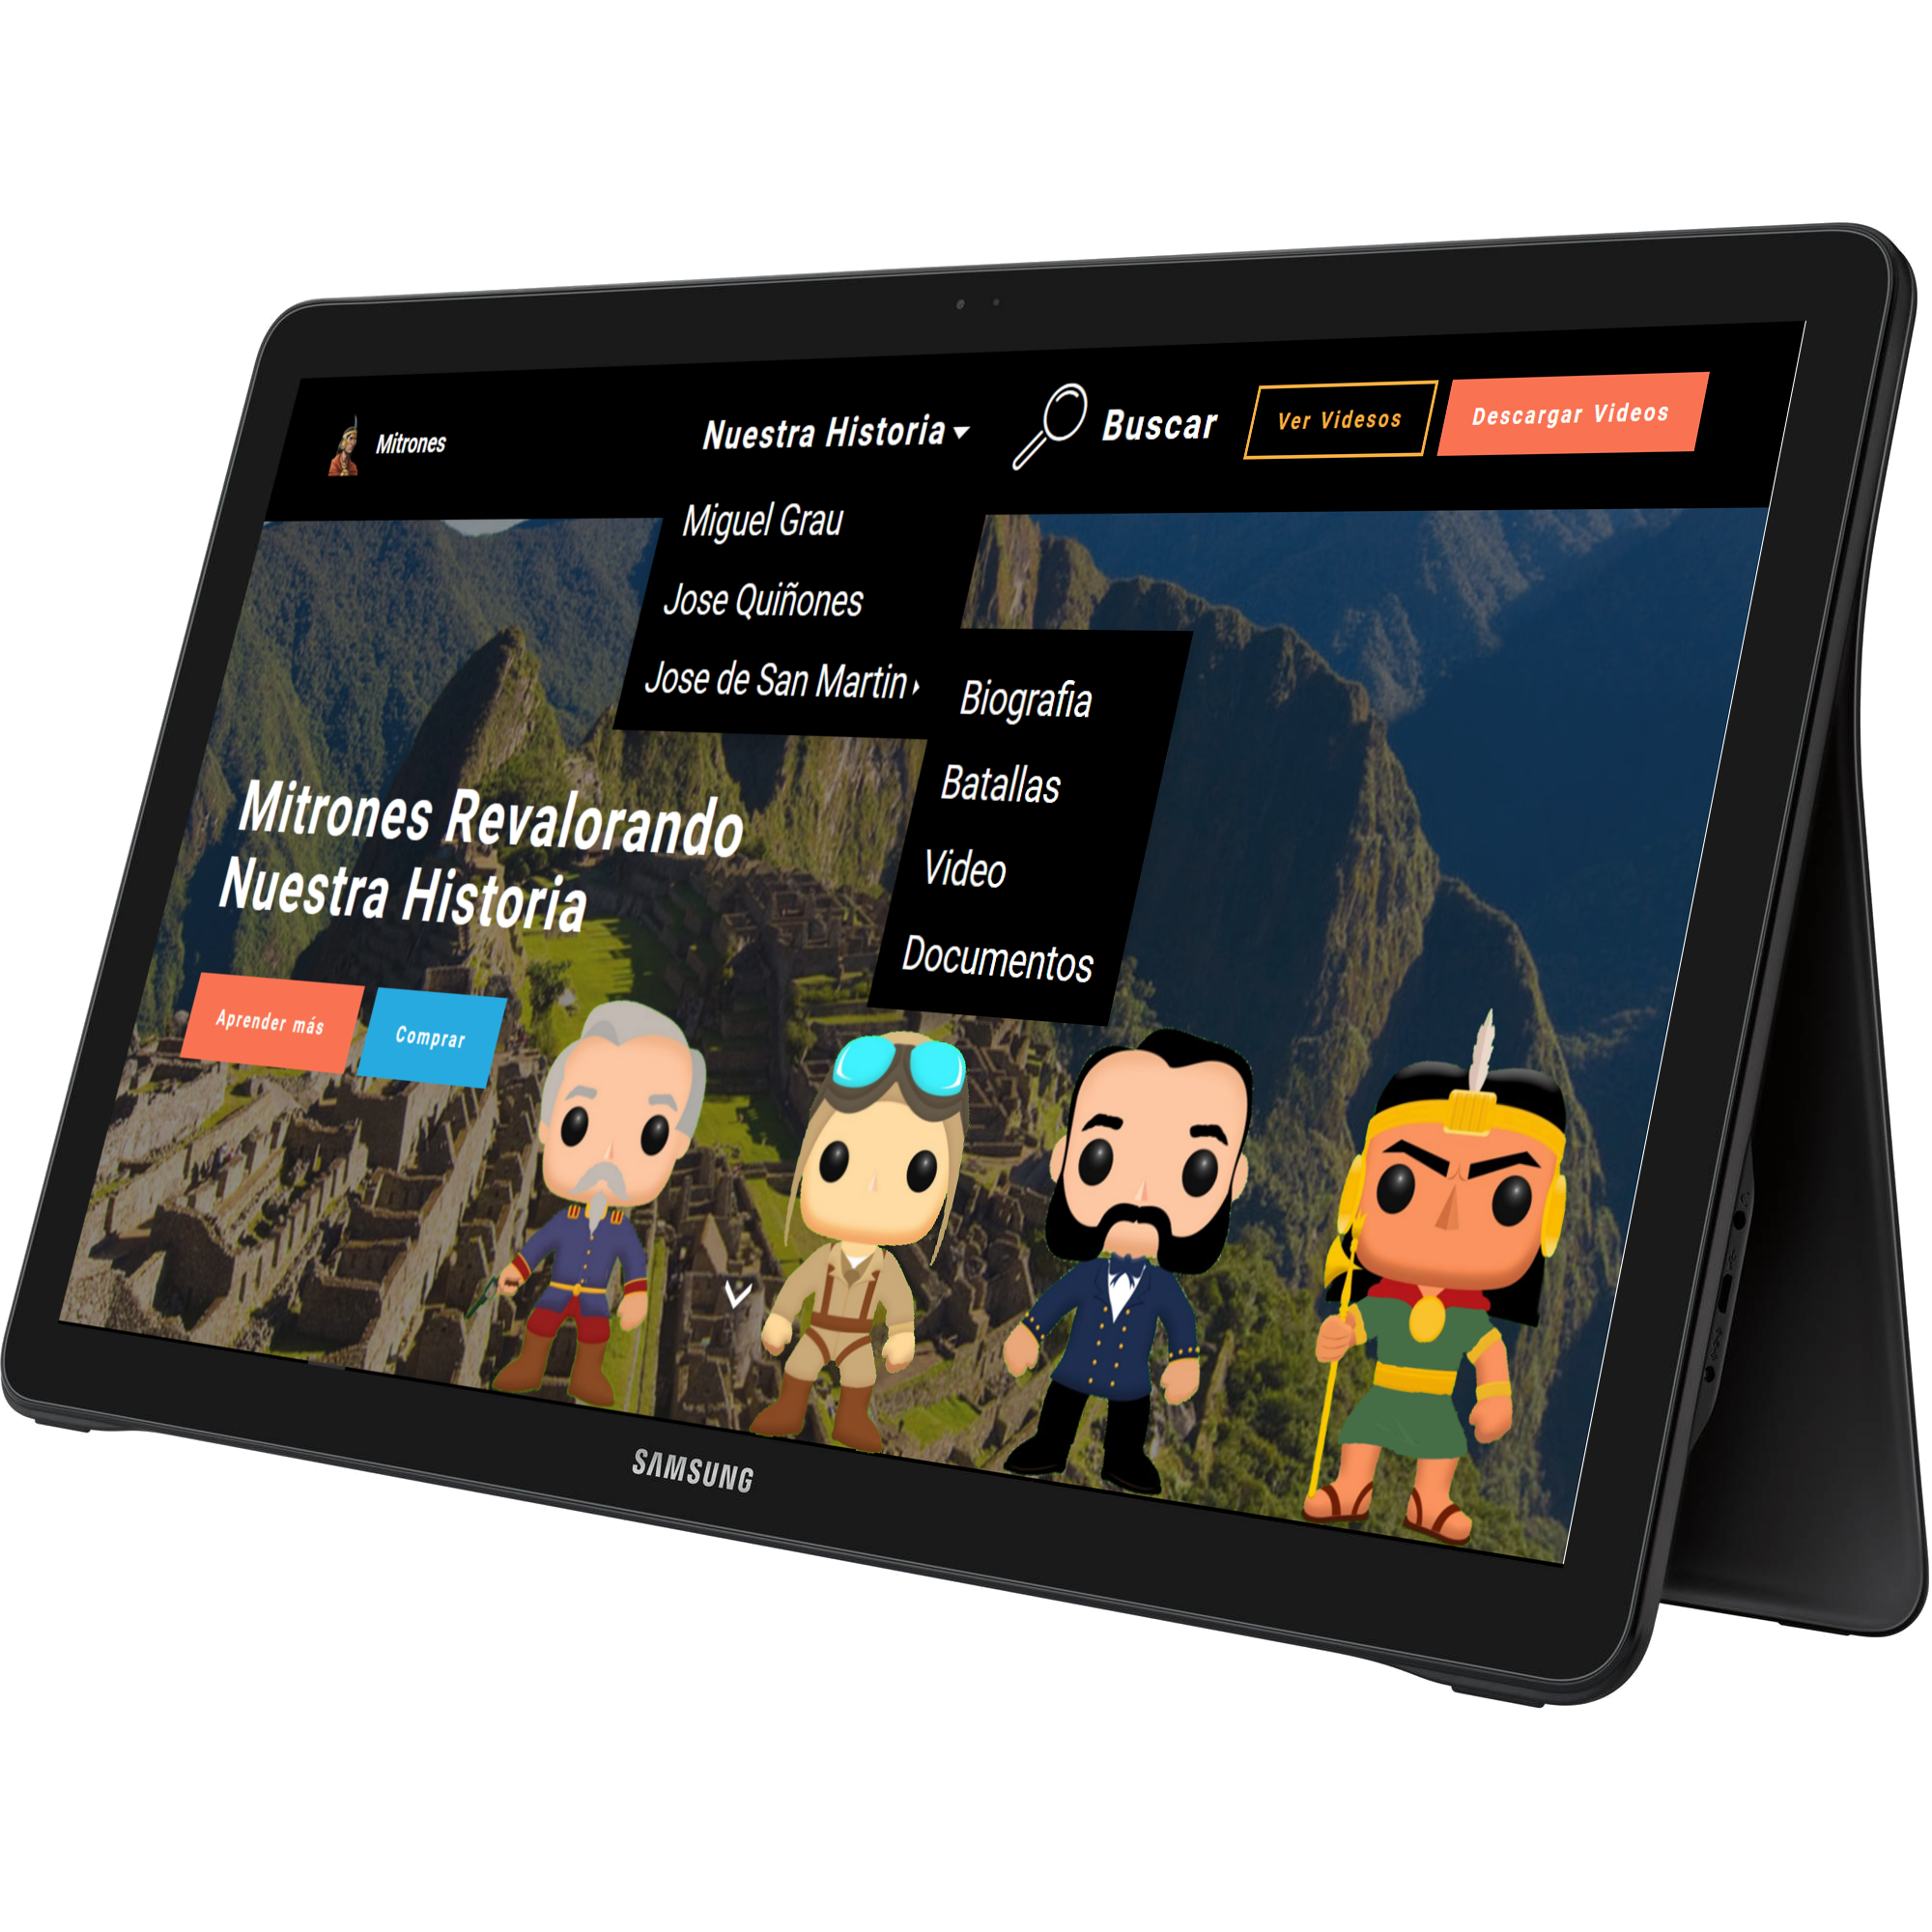 Mitrones
Nuestra Historia
Buscar
Ver Videsos
Descargar Videos
Miguel Grau
Jose Quiñones
Jose de San Martin
Biografia
Batallas
Video
Documentos
Mitrones Revalorando
Nuestra Historia
Aprender más
Comprar
SAMSUNG